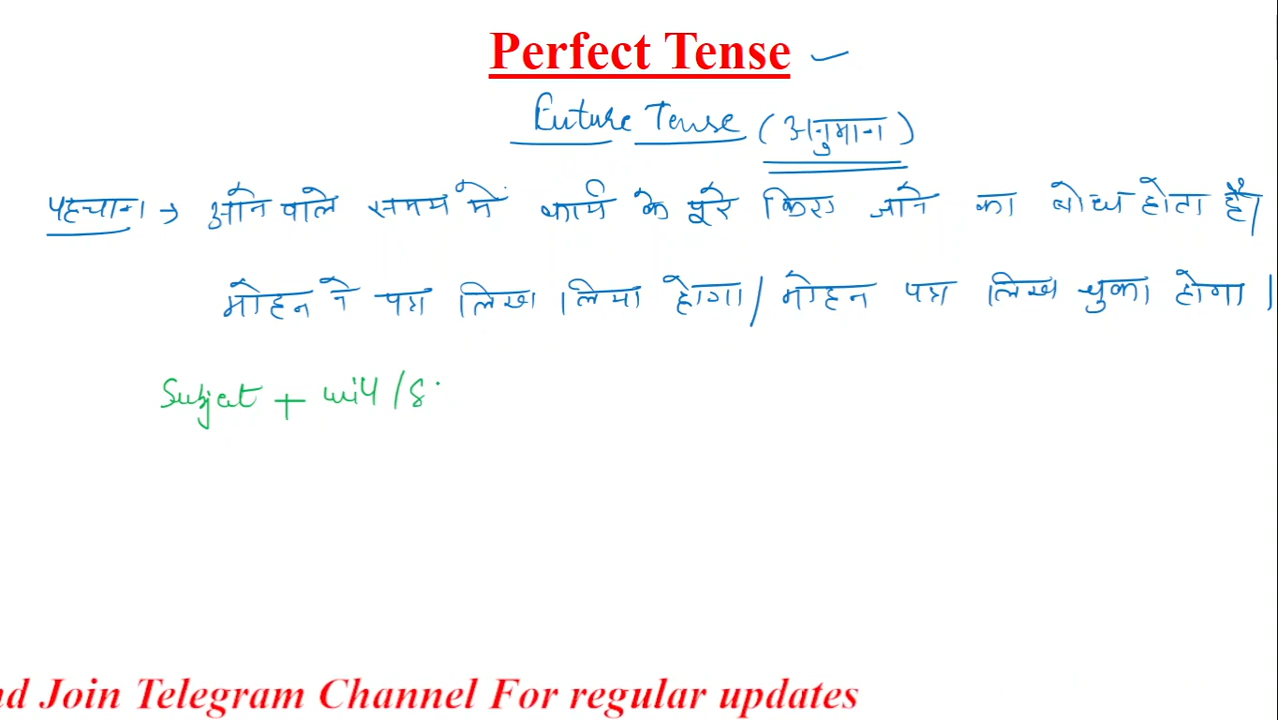 Perfect Tense
Future Tense (अनुमान)
पहचान → आने वाले समय में कार्य के पूरे किए जाने का बोध होता है।
मोहन ने पत्र लिख लिया होगा / मोहन पत्र लिख चुका होगा।
Subject + will / S
nd Join Telegram Channel For regular updates